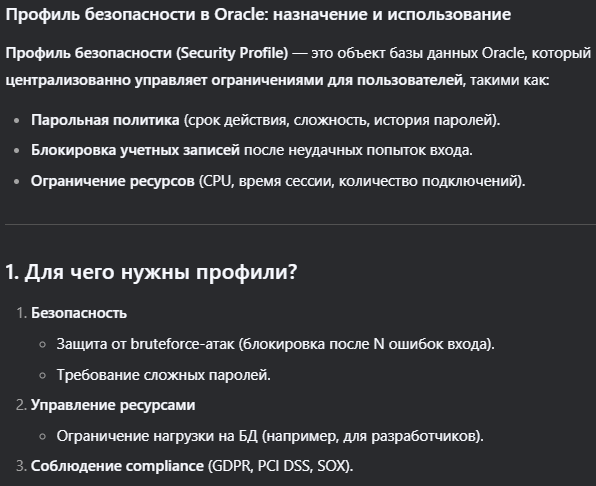 Профиль безопасности в Oracle: назначение и использование
Профиль безопасности (Security Profile) — это объект базы данных Oracle, который
централизованно управляет ограничениями для пользователей, такими как:
• Парольная политика (срок действия, сложность, история паролей).
• Блокировка учетных записей после неудачных попыток входа.
• Ограничение ресурсов (CPU, время сессии, количество подключений).
1. Для чего нужны профили?
1. Безопасность
◦ Защита от bruteforce-атак (блокировка после N ошибок входа).
◦ Требование сложных паролей.
2. Управление ресурсами
◦ Ограничение нагрузки на БД (например, для разработчиков).
3. Соблюдение compliance (GDPR, PCI DSS, SOX).